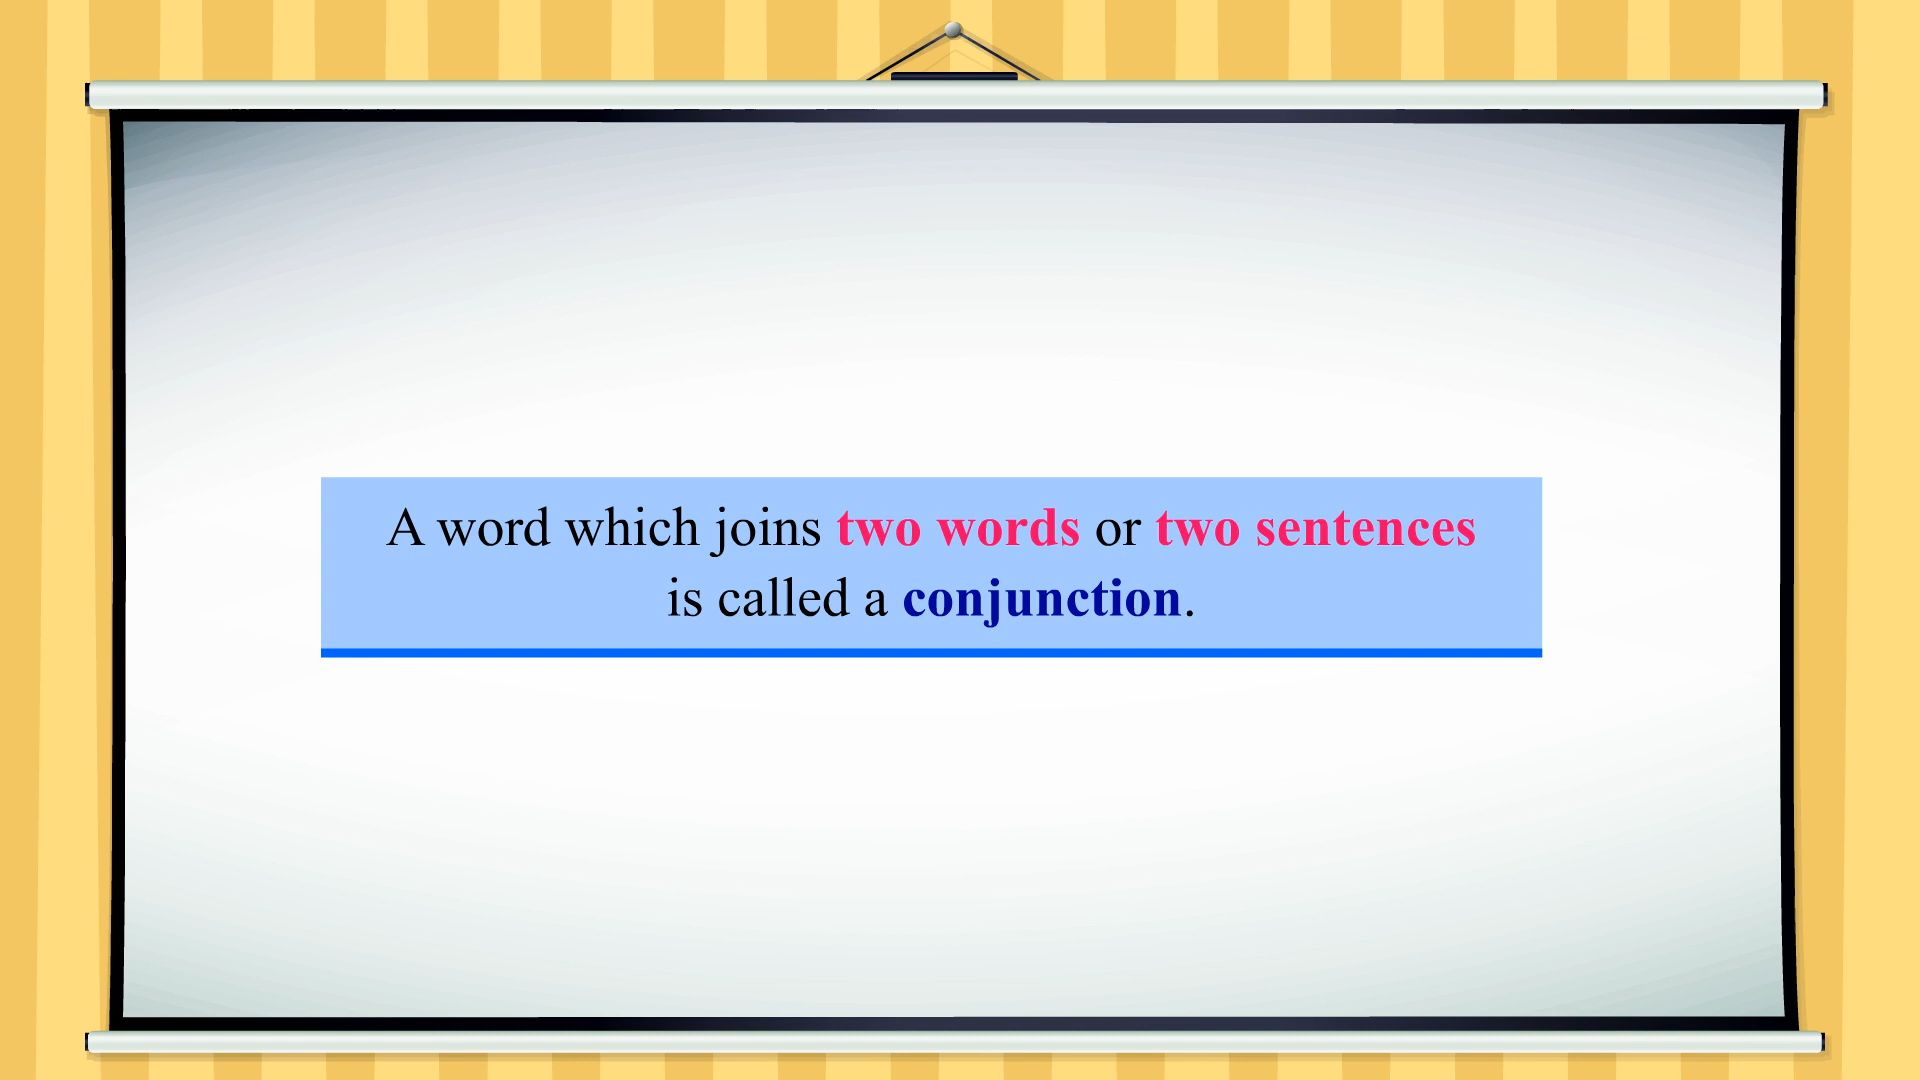 A word which joins two words or two sentences
is called a conjunction.